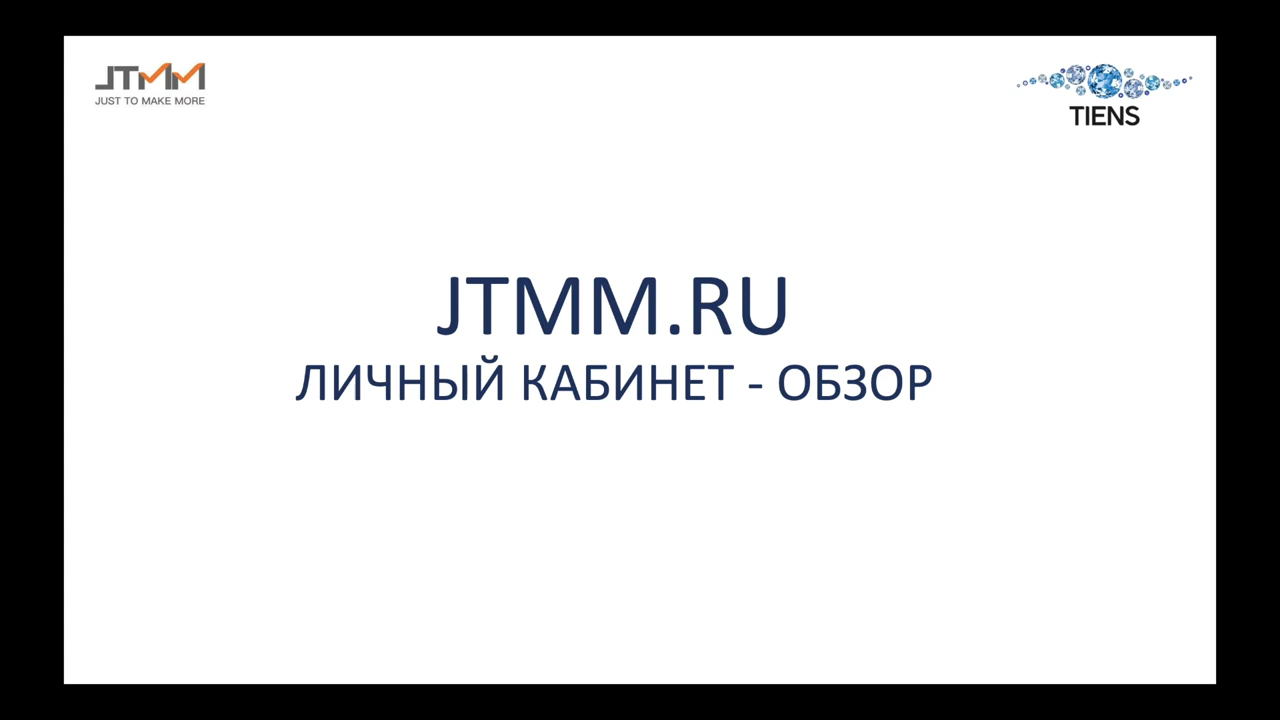 JTMM
JUST TO MAKE MORE
TIENS
JTMM.RU
ЛИЧНЫЙ КАБИНЕТ - ОБЗОР